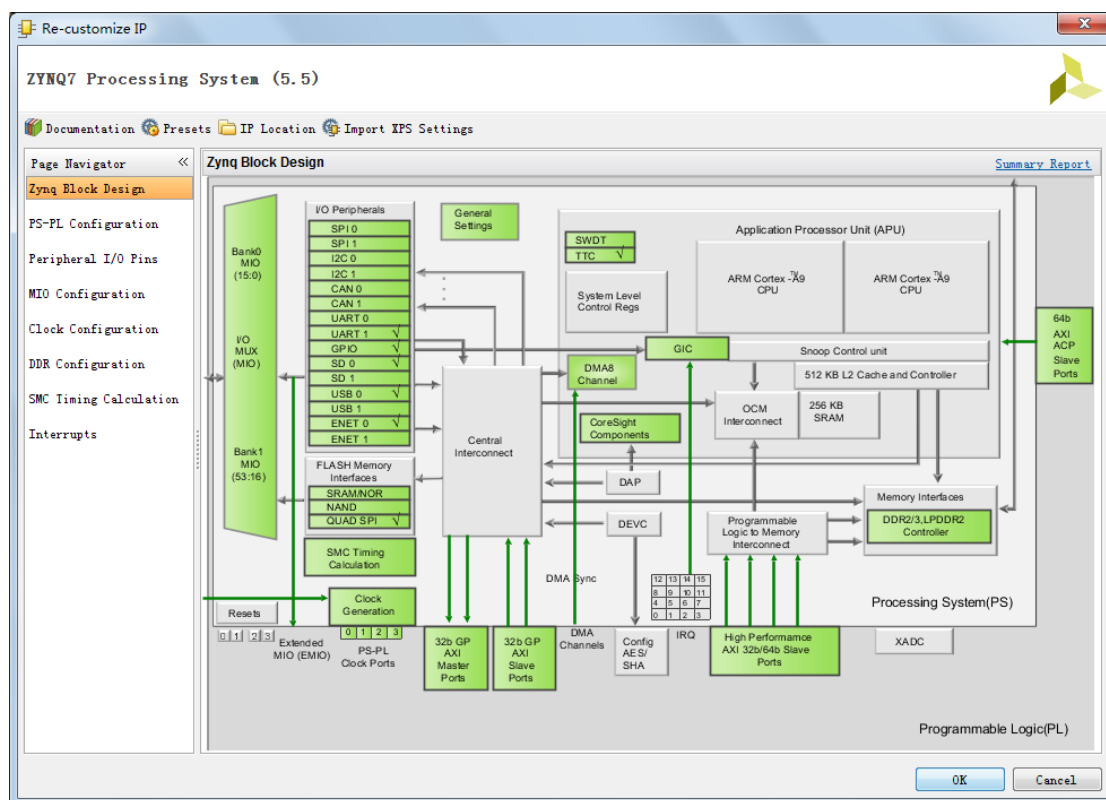 Re-customize IP
ZYNQ7 Processing System (5.5)
Documentation Presets IP Location Import XPS Settings
Page Navigator «
Zynq Block Design
PS-PL Configuration
Peripheral I/O Pins
MIO Configuration
Clock Configuration
DDR Configuration
SMC Timing Calculation
Interrupts
Zynq Block Design
Summary Report
Bank0
MIO
(15:0)
I/O
MUX
(MIO)
Bank1
MIO
(53:16)
I/O Peripherals
SPI 0
SPI 1
I2C 0
I2C 1
CAN 0
CAN 1
UART 0
UART 1 √
GPIO √
SD 0 √
SD 1
USB 0 √
USB 1
ENET 0 √
ENET 1
FLASH Memory
Interfaces
SRAM/NOR
NAND
QUAD SPI √
SMC Timing
Calculation
General
Settings
Application Processor Unit (APU)
SWDT
TTC √
System Level
Control Regs
ARM Cortex -A9
TM
CPU
ARM Cortex -A9
TM
CPU
GIC
Snoop Control unit
DMA8
Channel
512 KB L2 Cache and Controller
OCM
Interconnect
256 KB
SRAM
CoreSight
Components
Central
Interconnect
DAP
DEVC
Programmable
Logic to Memory
Interconnect
Memory Interfaces
DDR2/3,LPDDR2
Controller
64b
AXI
ACP
Slave
Ports
DMA Sync
12 13 14 15
8 9 10 11
4 5 6 7
0 1 2 3
Processing System(PS)
Resets
0 1 2 3
Clock
Generation
0 1 2 3
Extended
MIO (EMIO)
PS-PL
Clock Ports
32b GP
AXI
Master
Ports
32b GP
AXI
Slave
Ports
DMA
Channels
Config
AES/
SHA
IRQ
High Performamce
AXI 32b/64b Slave
Ports
XADC
Programmable Logic(PL)
OK
Cancel